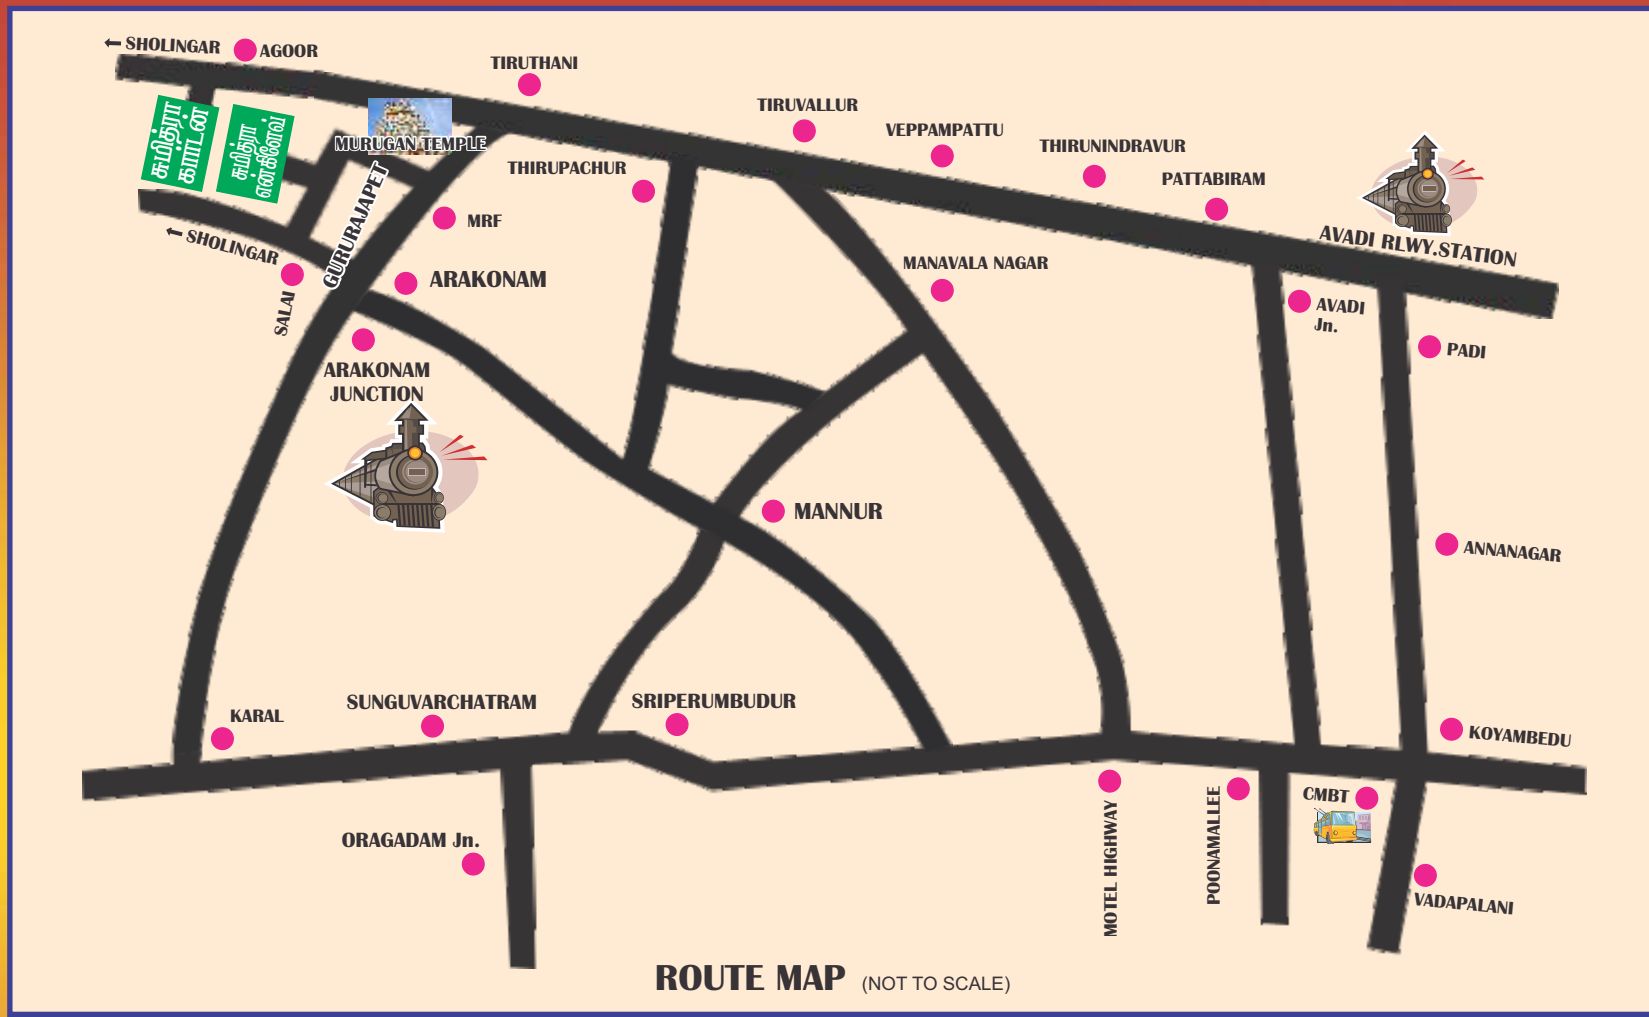 ← SHOLINGAR
AGOOR
TIRUTHANI
TIRUVALLUR
VEPPAMPATTU
THIRUNINDRAVUR
PATTABIRAM
AVADI RLWY.STATION
சுமித்ரா
கார்டன்
சுமித்ரா
என்கிளேவ்
MURUGAN TEMPLE
THIRUPACHUR
GURURAJAPET
MRF
← SHOLINGAR
SALAI
ARAKONAM
MANAVALA NAGAR
AVADI
Jn.
PADI
ARAKONAM
JUNCTION
MANNUR
ANNANAGAR
KARAL
SUNGUVARCHATRAM
SRIPERUMBUDUR
KOYAMBEDU
ORAGADAM Jn.
MOTEL HIGHWAY
POONAMALLEE
CMBT
VADAPALANI
ROUTE MAP (NOT TO SCALE)